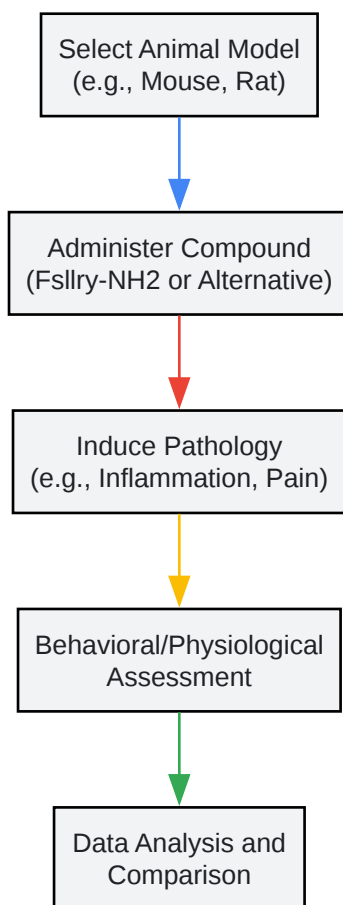 Select Animal Model
(e.g., Mouse, Rat)
Administer Compound
(Fsllry-NH2 or Alternative)
Induce Pathology
(e.g., Inflammation, Pain)
Behavioral/Physiological
Assessment
Data Analysis and
Comparison